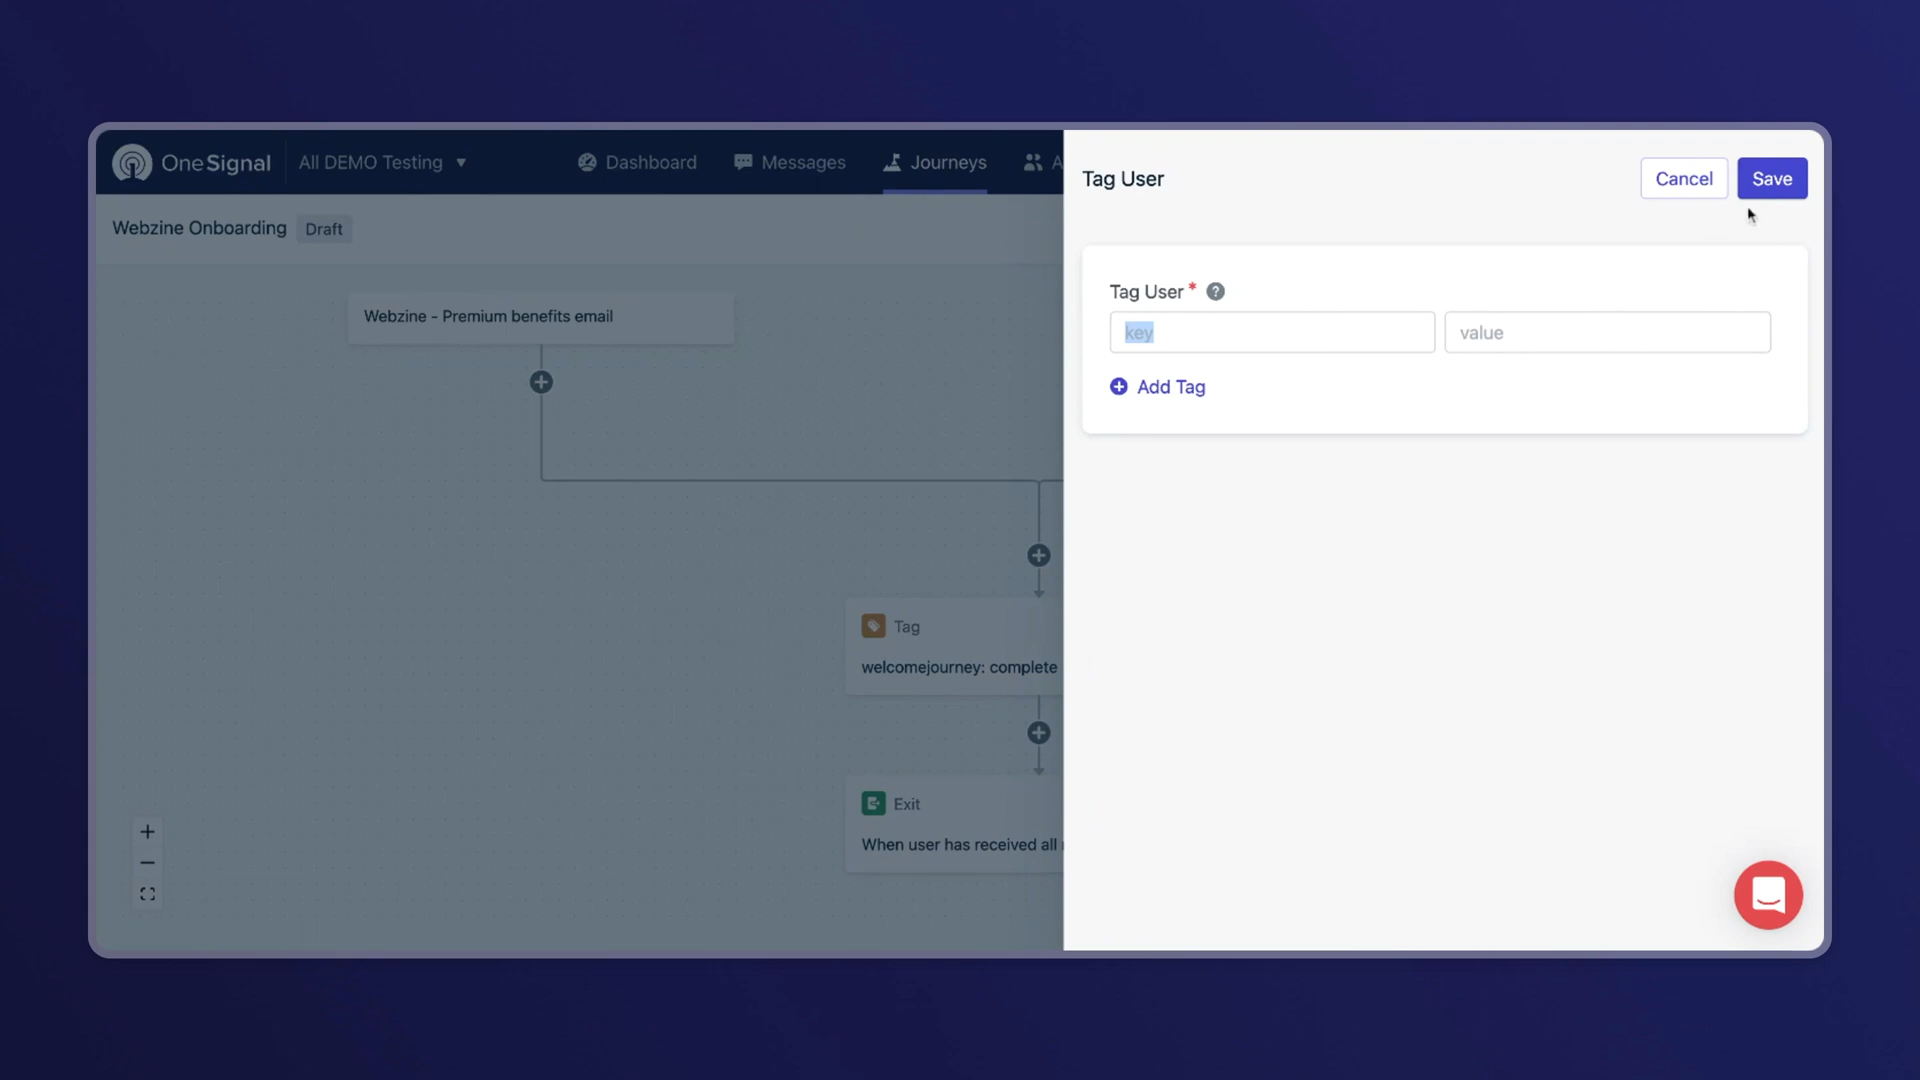 OneSignal
All DEMO Testing
Dashboard
Messages
Journeys
A
Tag User
Cancel
Save
Webzine Onboarding
Draft
Webzine - Premium benefits email
Tag User *
key
value
Add Tag
Tag
welcomejourney: complete
Exit
When user has received all